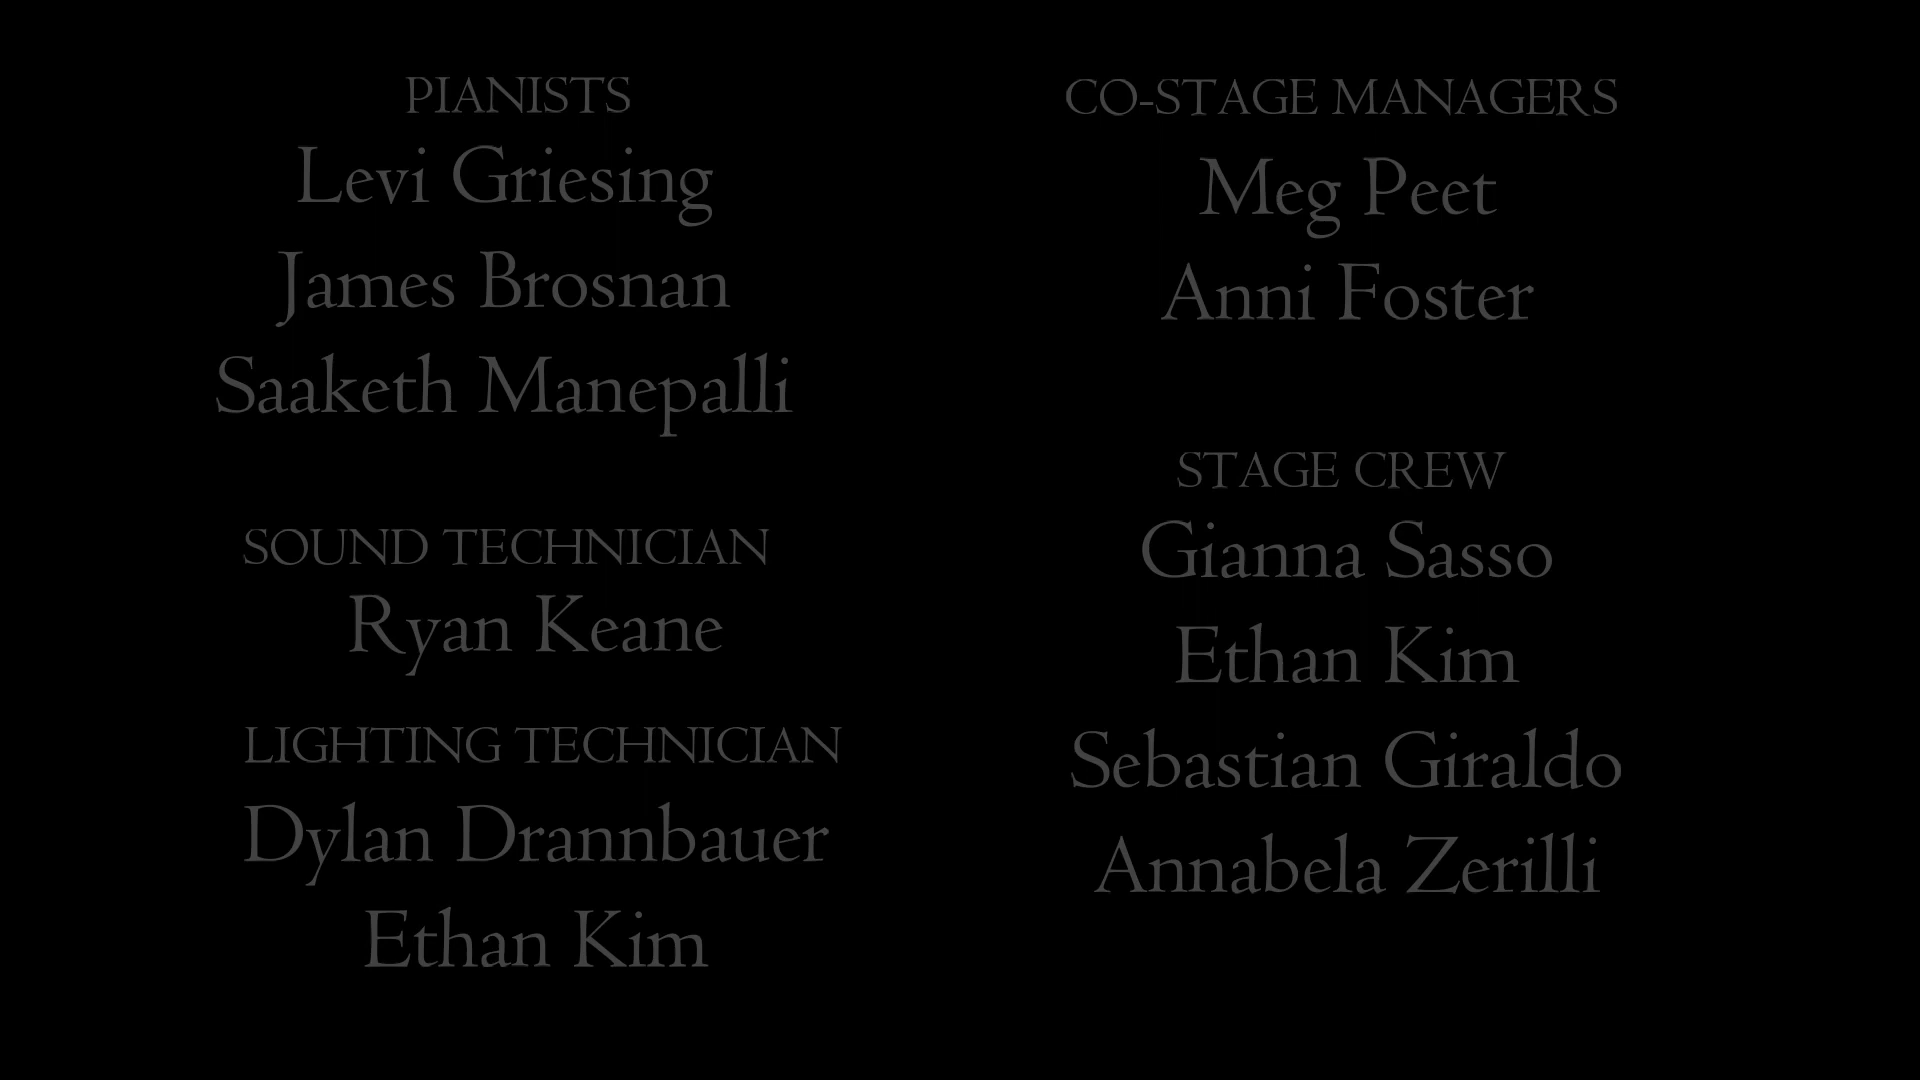 PIANISTS
Levi Griesing
James Brosnan
Saaketh Manepalli
SOUND TECHNICIAN
Ryan Keane
LIGHTING TECHNICIAN
Dylan Drannbauer
Ethan Kim
CO-STAGE MANAGERS
Meg Peet
Anni Foster
STAGE CREW
Gianna Sasso
Ethan Kim
Sebastian Giraldo
Annabela Zerilli